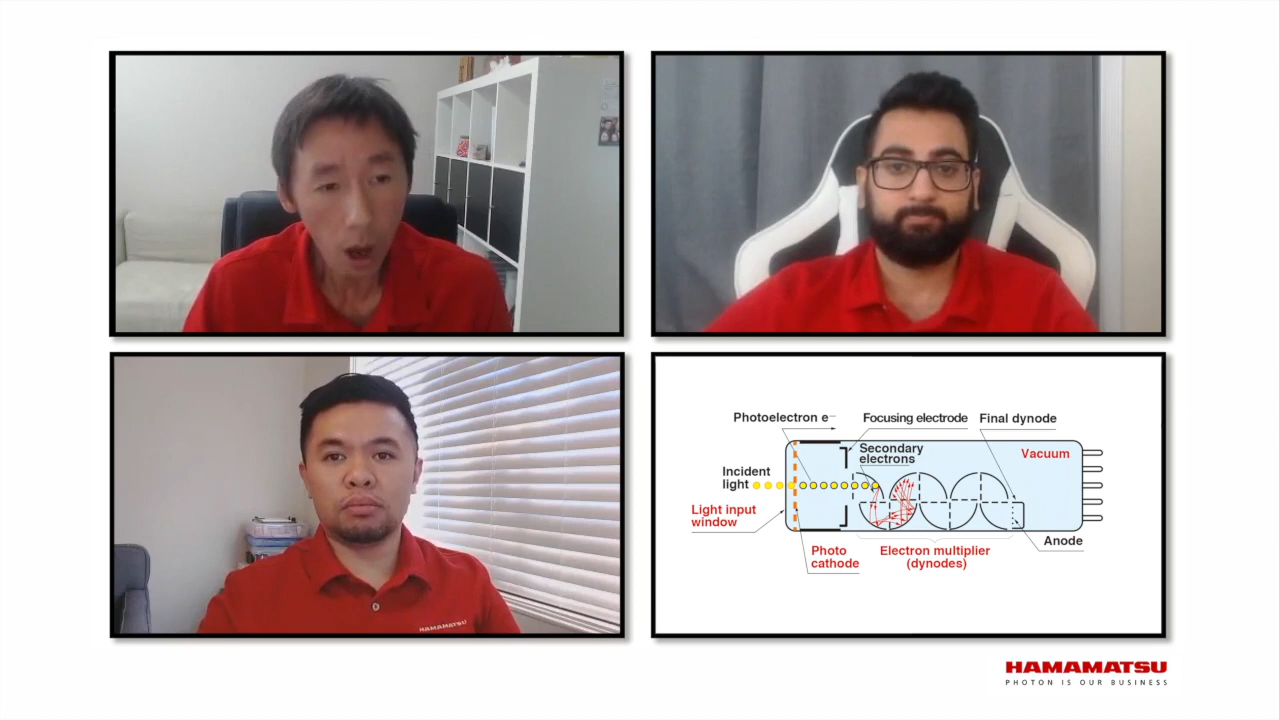 Photoelectron e−
Focusing electrode
Final dynode
Secondary
electrons
Vacuum
Incident
light
Light input
window
Anode
Photo
cathode
Electron multiplier
(dynodes)
HAMAMATSU
HAMAMATSU
PHOTON IS OUR BUSINESS